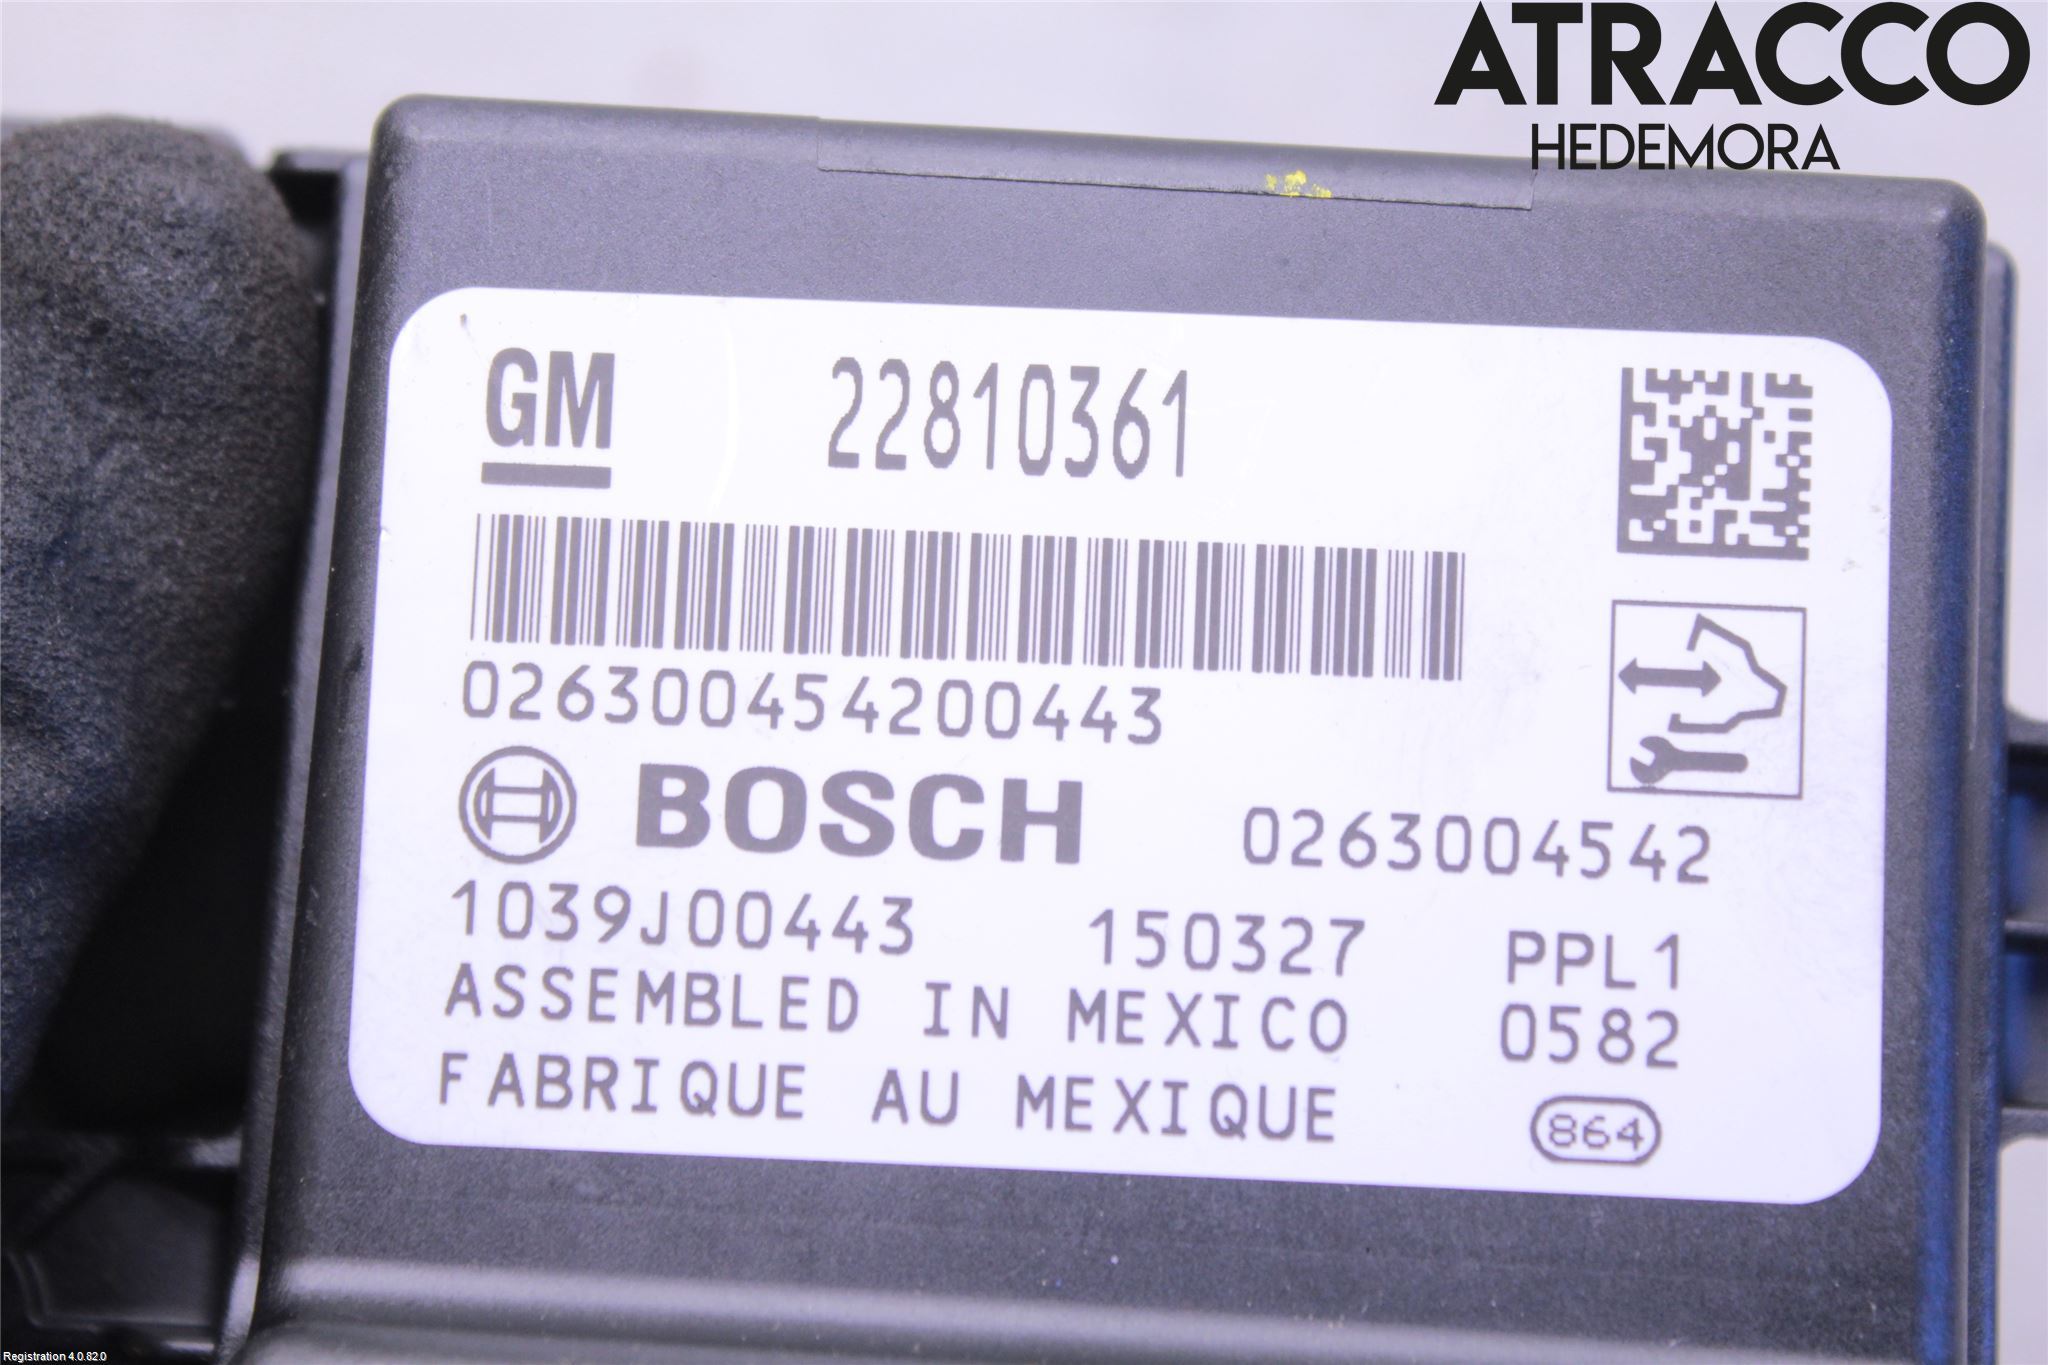 ATRACCO
HEDEMORA
GM 22810361
026300454200443
BOSCH 0263004542
1039J00443 150327 PPL1
ASSEMBLED IN MEXICO 0582
FABRIQUE AU MEXIQUE 864
Registration 4.0.82.0